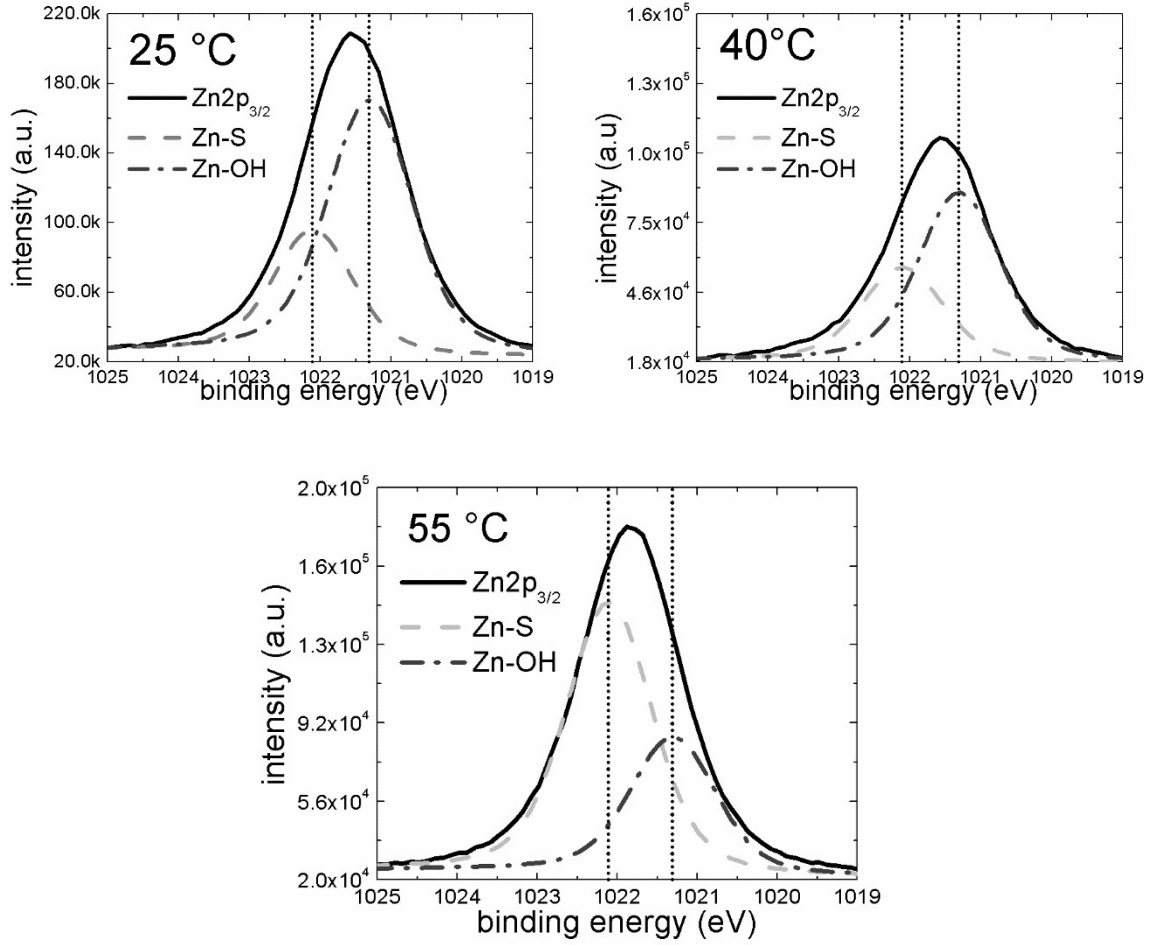 25 °C
Zn2p3/2
Zn-S
Zn-OH
intensity (a.u.)
220.0k
180.0k
140.0k
100.0k
60.0k
20.0k
1025 1024 1023 1022 1021 1020 1019
binding energy (eV)
40°C
Zn2p3/2
Zn-S
Zn-OH
intensity (a.u)
1.6x10^5
1.3x10^5
1.0x10^5
7.5x10^4
4.6x10^4
1.8x10^4
1025 1024 1023 1022 1021 1020 1019
binding energy (eV)
55 °C
Zn2p3/2
Zn-S
Zn-OH
intensity (a.u.)
2.0x10^5
1.6x10^5
1.3x10^5
9.2x10^4
5.6x10^4
2.0x10^4
1025 1024 1023 1022 1021 1020 1019
binding energy (eV)